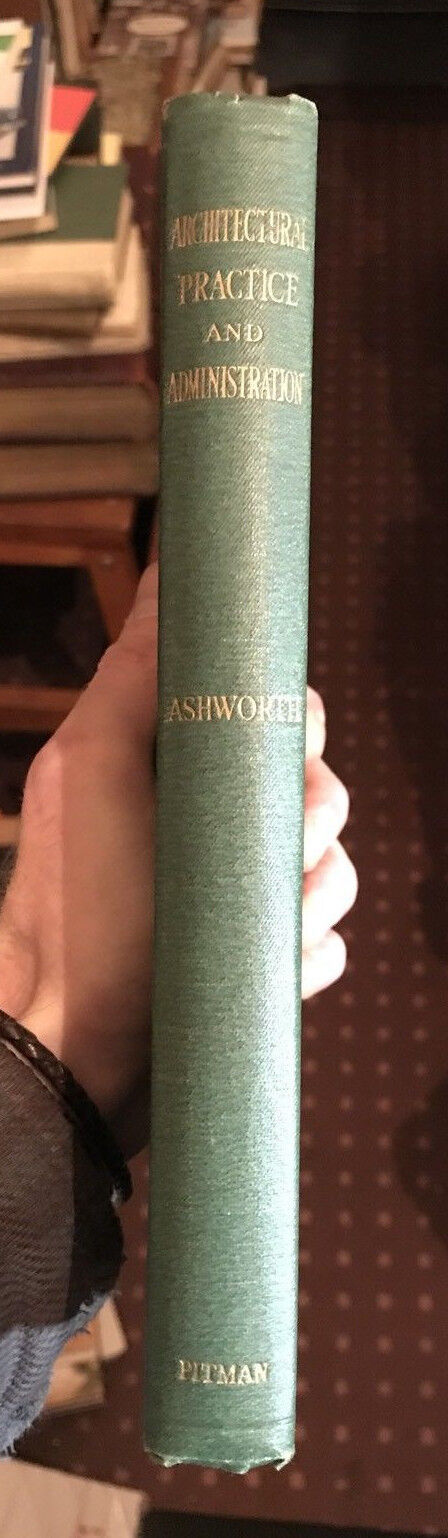 ARCHITECTURAL
PRACTICE
AND
ADMINISTRATION
ASHWORTH
PITMAN